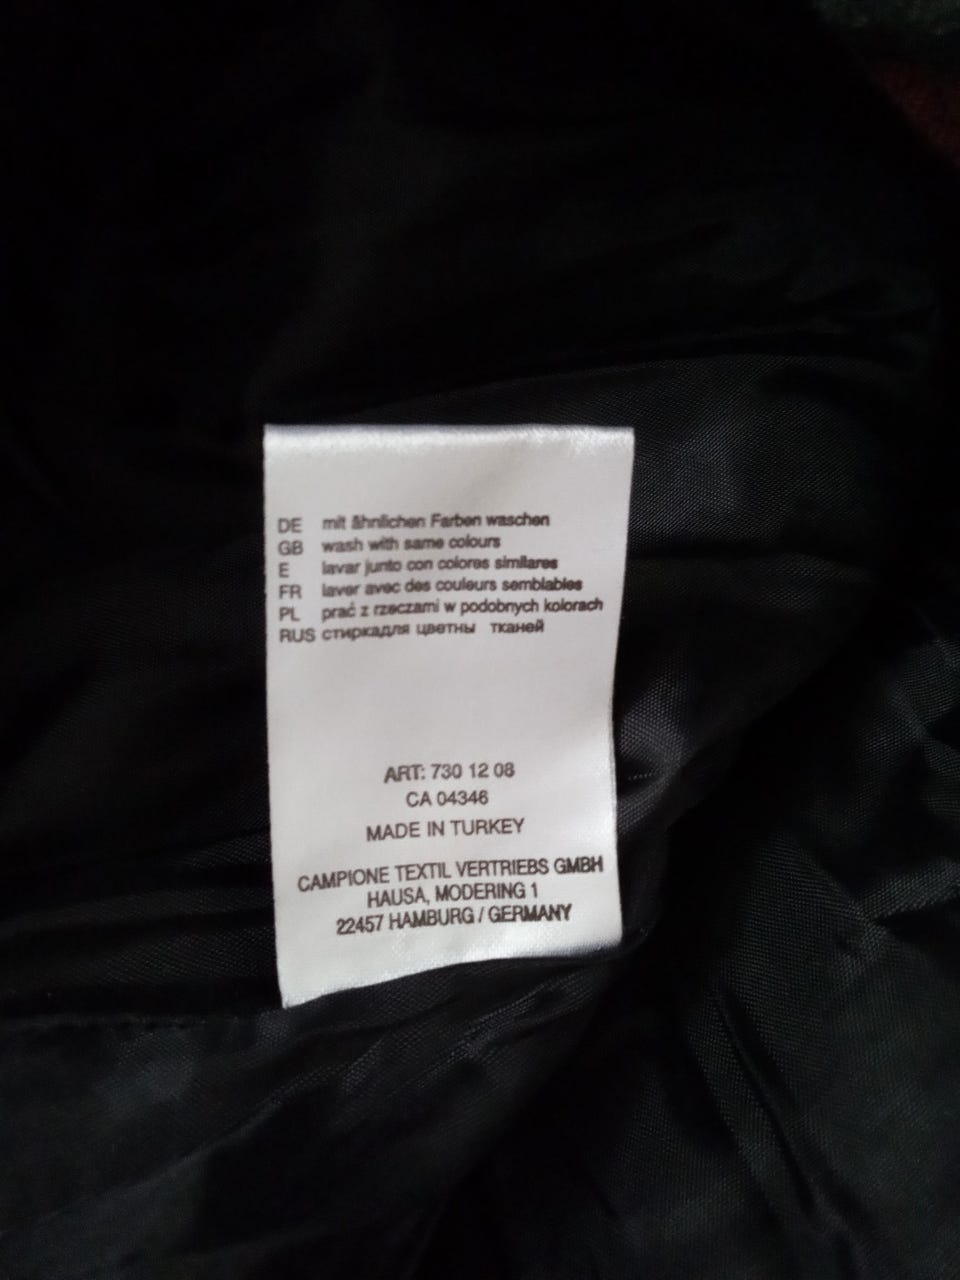 DE mit ähnlichen Farben waschen
GB wash with same colours
E lavar junto con colores similares
FR laver avec des couleurs semblables
PL prać z rzeczami w podobnych kolorach
RUS стиркадля цветны тканей
ART: 730 12 08
CA 04346
MADE IN TURKEY
CAMPIONE TEXTIL VERTRIEBS GMBH
HAUSA, MODERING 1
22457 HAMBURG / GERMANY